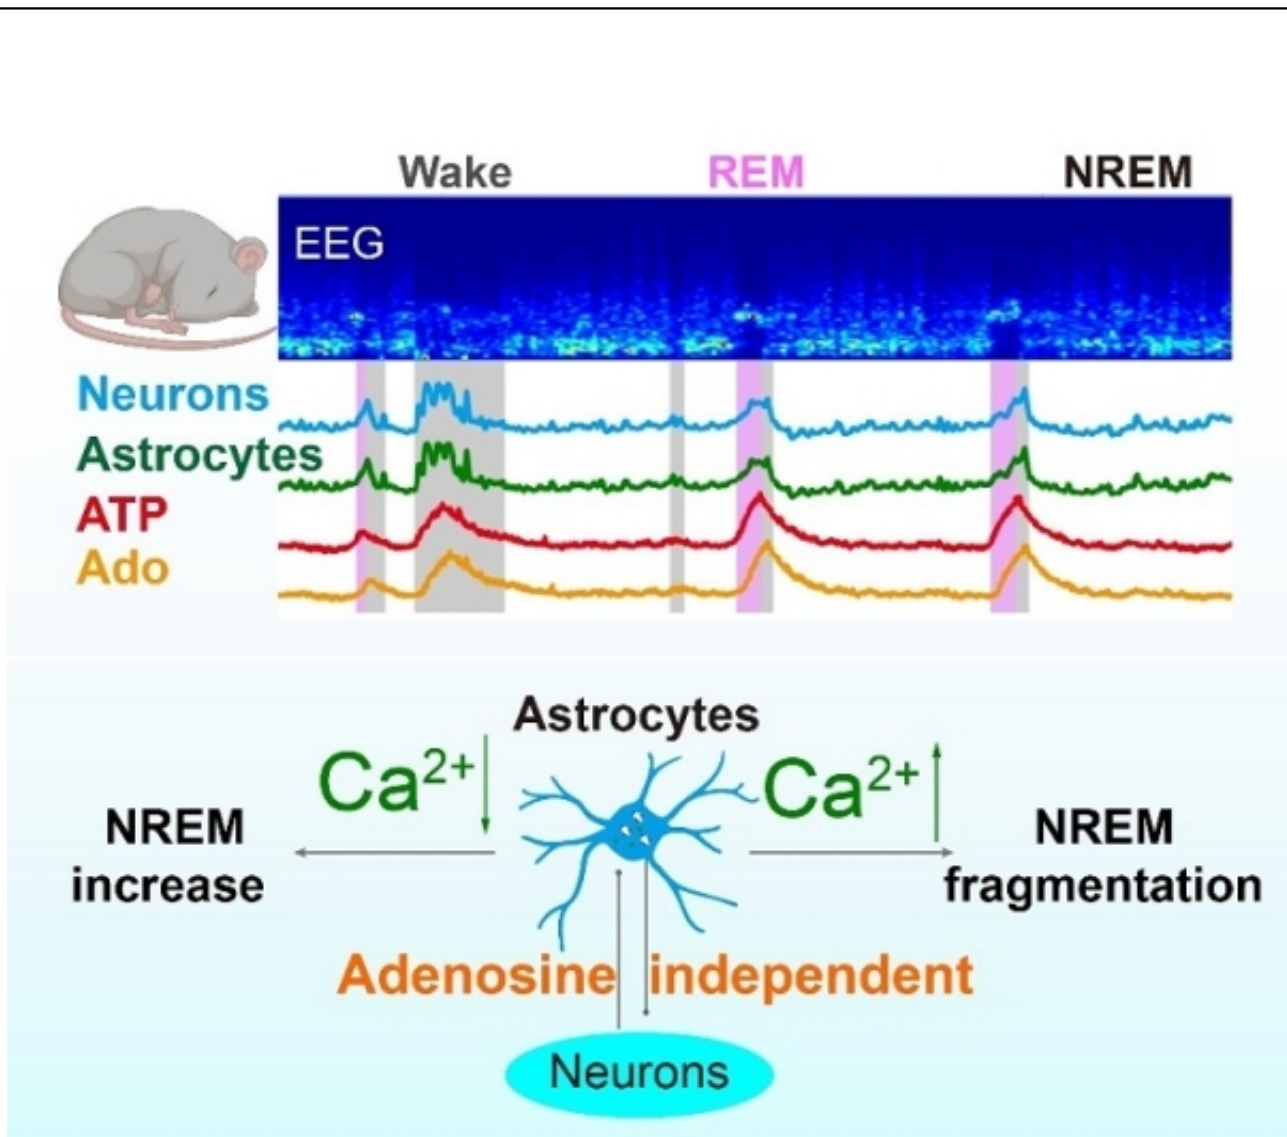 Wake REM NREM
EEG
Neurons
Astrocytes
ATP
Ado
Astrocytes
Ca²⁺ Ca²⁺
NREM
increase
NREM
fragmentation
Adenosine independent
Neurons